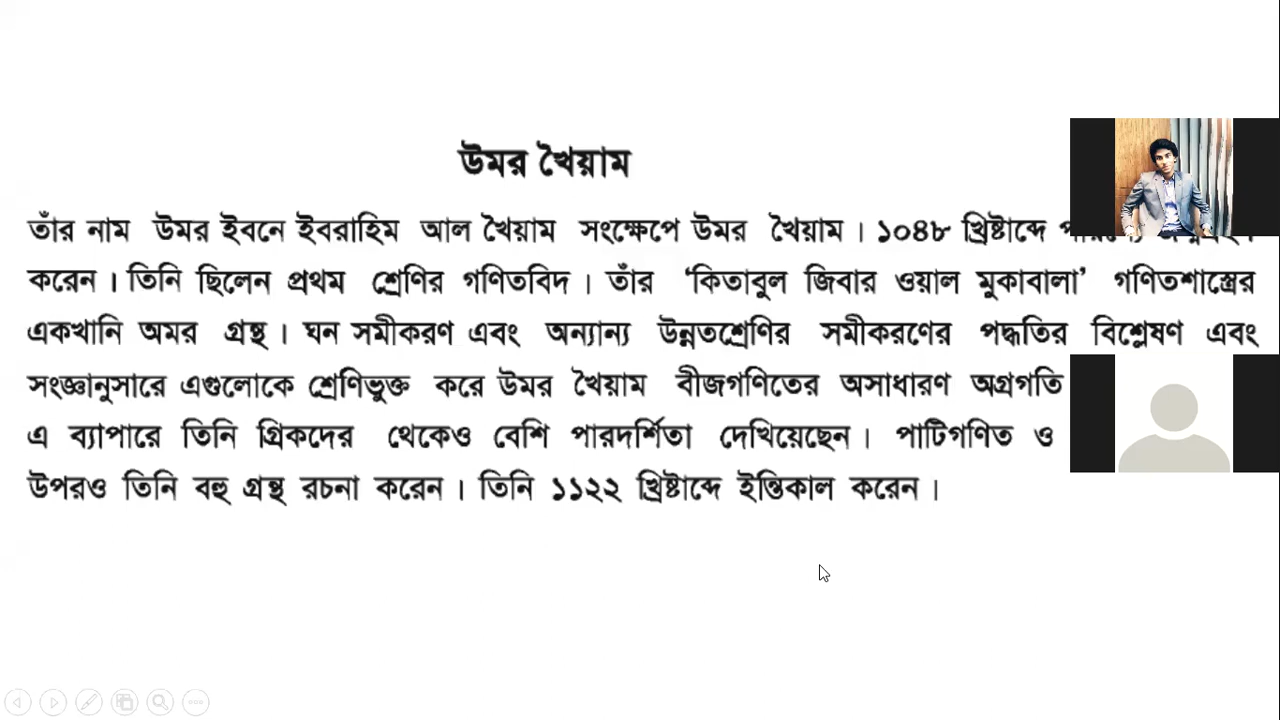 উমর খৈয়াম
তাঁর নাম উমর ইবনে ইবরাহিম আল খৈয়াম সংক্ষেপে উমর খৈয়াম। ১০৪৮ খ্রিষ্টাব্দে
করেন। তিনি ছিলেন প্রথম শ্রেণির গণিতবিদ। তাঁর ‘কিতাবুল জিবার ওয়াল মুকাবালা’ গণিতশাস্ত্রের
একখানি অমর গ্রন্থ। ঘন সমীকরণ এবং অন্যান্য উন্নতশ্রেণির সমীকরণের পদ্ধতির বিশ্লেষণ এবং
সংজ্ঞানুসারে এগুলোকে শ্রেণিভুক্ত করে উমর খৈয়াম বীজগণিতের অসাধারণ অগ্রগতি
এ ব্যাপারে তিনি গ্রিকদের থেকেও বেশি পারদর্শিতা দেখিয়েছেন। পাটিগণিত ও
উপরও তিনি বহু গ্রন্থ রচনা করেন। তিনি ১১২২ খ্রিষ্টাব্দে ইন্তিকাল করেন।